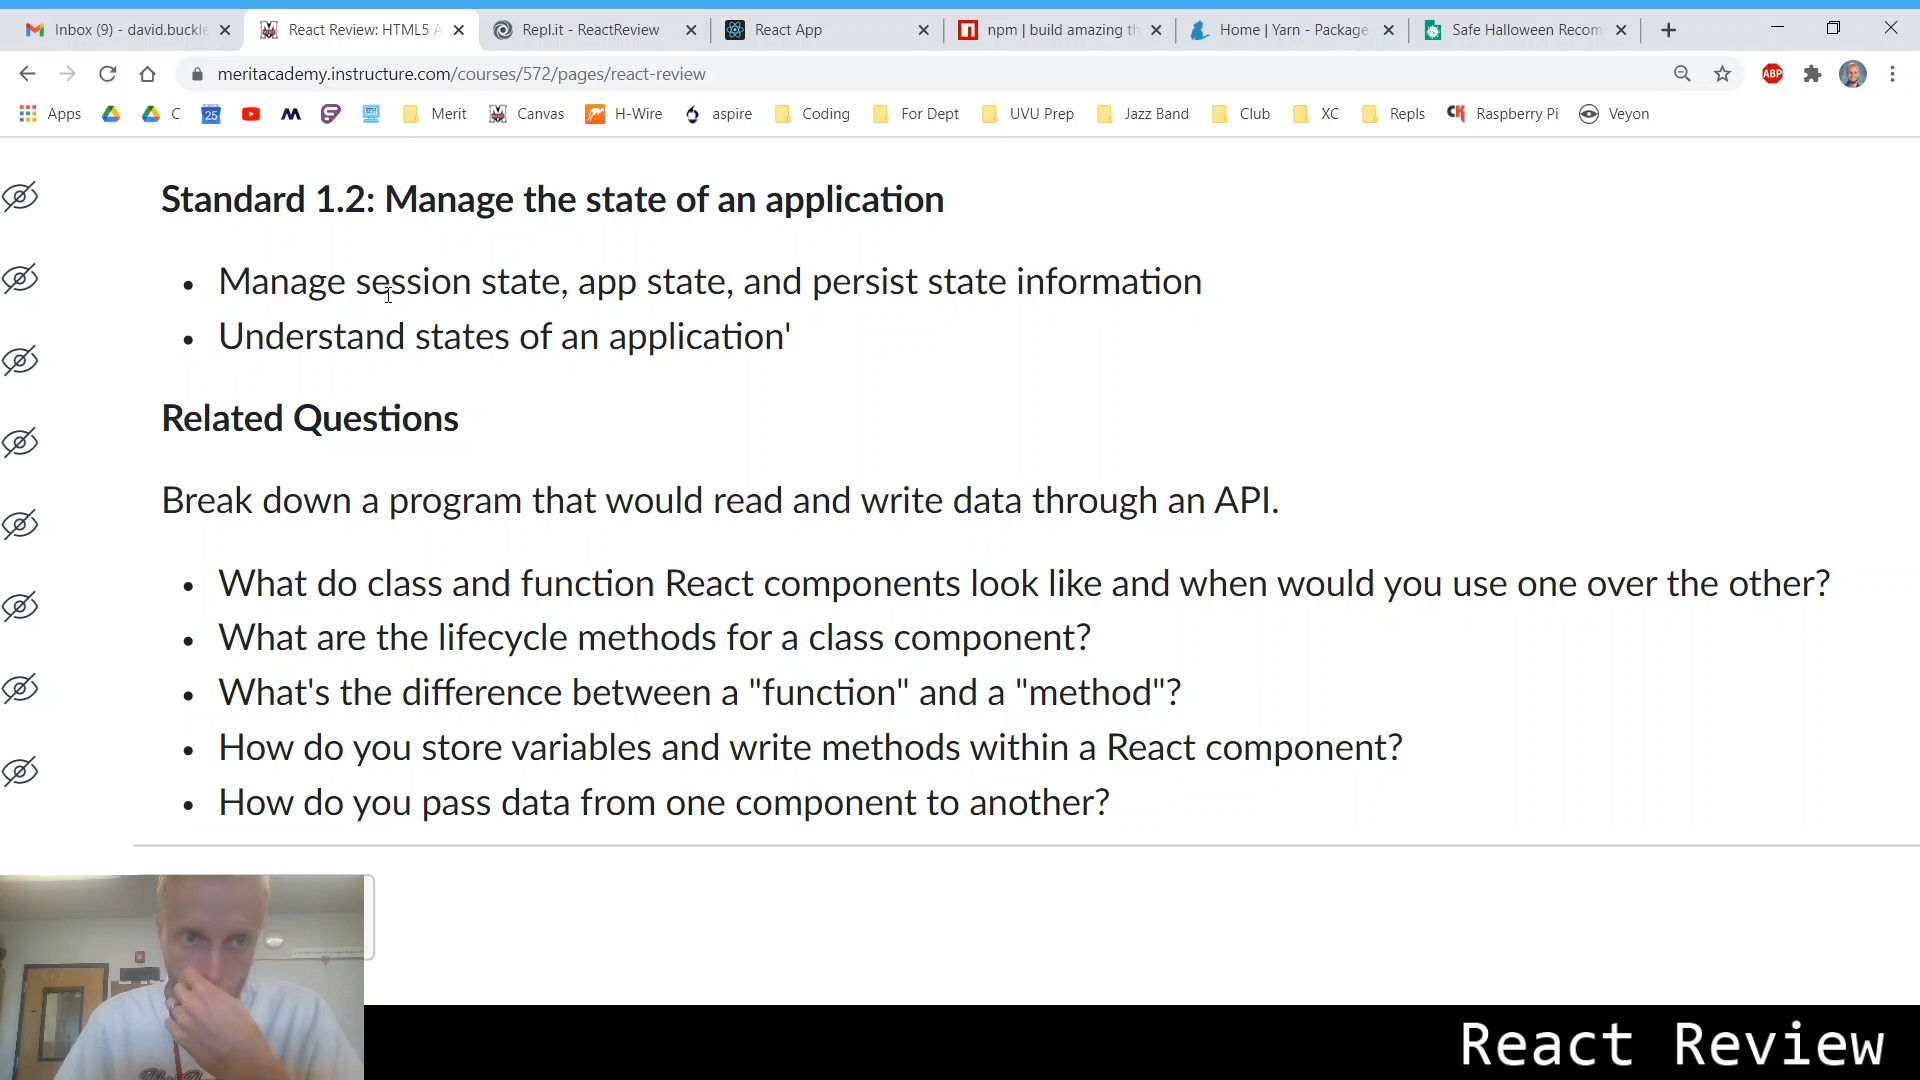 Inbox (9) - david.buckle
React Review: HTML5 A
Repl.it - ReactReview
React App
npm | build amazing th
Home | Yarn - Package
Safe Halloween Recom
meritacademy.instructure.com/courses/572/pages/react-review
ABP
Apps
C
25
Merit
Canvas
H-Wire
aspire
Coding
For Dept
UVU Prep
Jazz Band
Club
XC
Repls
Raspberry Pi
Veyon
Standard 1.2: Manage the state of an application
• Manage session state, app state, and persist state information
• Understand states of an application'
Related Questions
Break down a program that would read and write data through an API.
• What do class and function React components look like and when would you use one over the other?
• What are the lifecycle methods for a class component?
• What's the difference between a "function" and a "method"?
• How do you store variables and write methods within a React component?
• How do you pass data from one component to another?
React Review